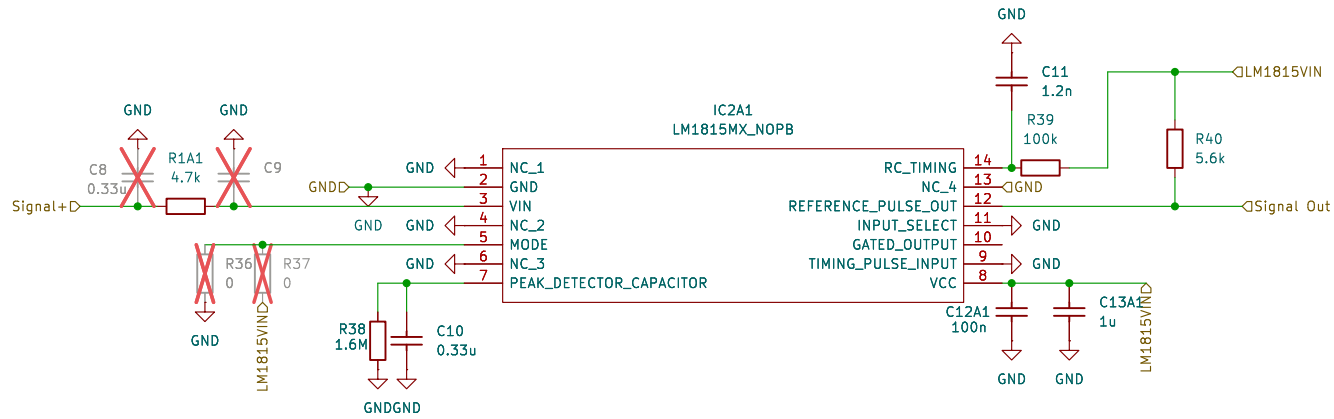 GND
C11
1.2n
LM1815VIN
IC2A1
LM1815MX_NOPB
GND
GND
R39
100k
R40
5.6k
C8
0.33u
R1A1
4.7k
C9
GND
1
NC_1
RC_TIMING
14
GND
2
GND
NC_4
13
GND
Signal+
3
VIN
REFERENCE_PULSE_OUT
12
Signal Out
GND
GND
4
NC_2
INPUT_SELECT
11
GND
5
MODE
GATED_OUTPUT
10
GND
6
NC_3
TIMING_PULSE_INPUT
9
GND
7
PEAK_DETECTOR_CAPACITOR
VCC
8
R36
0
R37
0
GND
LM1815VIN
R38
1.6M
C10
0.33u
GND
GND
C12A1
100n
C13A1
1u
LM1815VIN
GND
GND